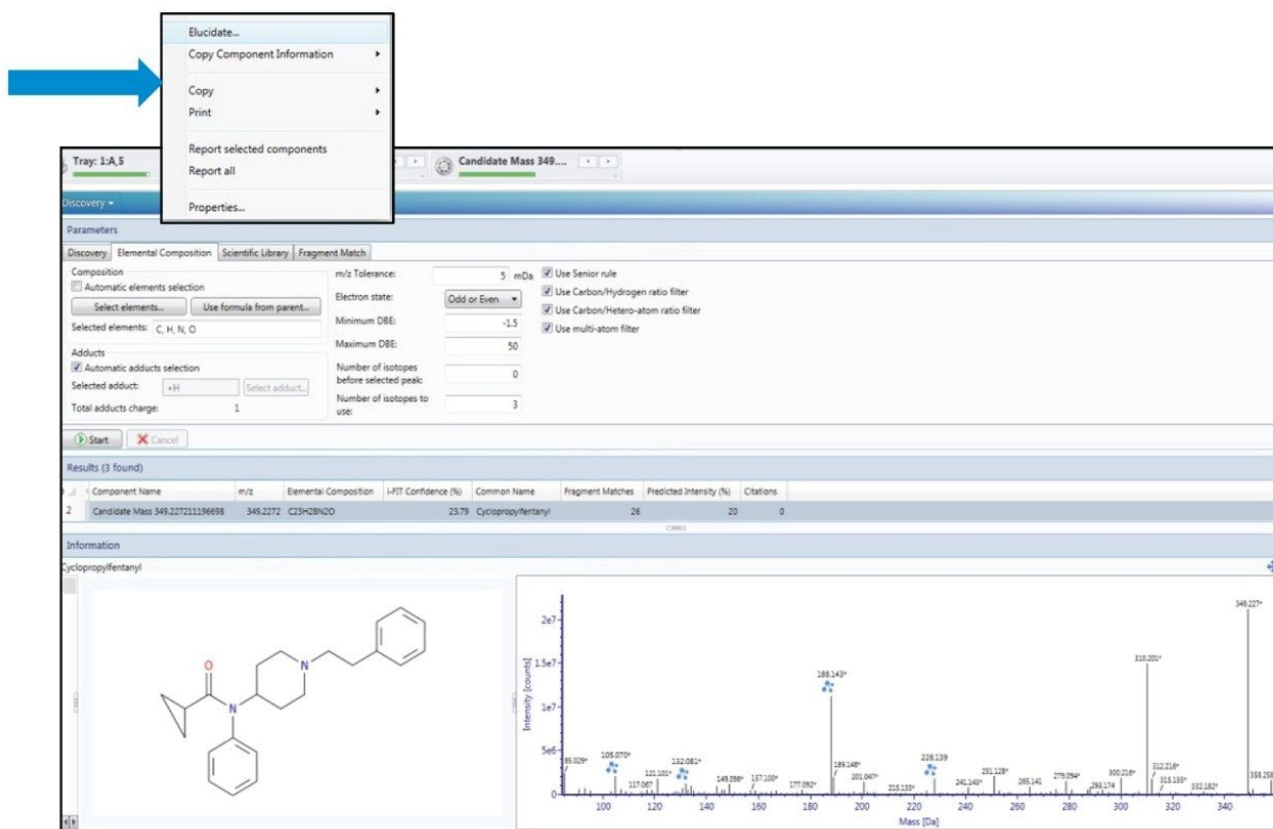 Elucidate...
Copy Component Information
Copy
Print
Report selected components
Report all
Properties...
Tray: 1:A,5
Candidate Mass 349....
Discovery
Parameters
Discovery Elemental Composition Scientific Library Fragment Match
Composition
Automatic elements selection
Select elements... Use formula from parent...
Selected elements: C, H, N, O
Adducts
Automatic adducts selection
Selected adduct: +H Select adduct...
Total adducts charge: 1
m/z Tolerance: 5 mDa
Electron state: Odd or Even
Minimum DBE: -1.5
Maximum DBE: 50
Number of isotopes
before selected peak: 0
Number of isotopes to
use: 3
Use Senior rule
Use Carbon/Hydrogen ratio filter
Use Carbon/Hetero-atom ratio filter
Use multi-atom filter
Start Cancel
Results (3 found)
Component Name m/z Elemental Composition i-FIT Confidence (%) Common Name Fragment Matches Predicted Intensity (%) Citations
2 Candidate Mass 349.227211196698 349.2272 C23H28N2O 23.79 Cyclopropylfentanyl 26 20 0
Information
Cyclopropylfentanyl
O
N
N
Intensity [counts]
2e7
1.5e7
1e7
5e6
0
349.227*
310.201*
188.143*
105.070*
132.081*
228.139
85.029*
117.067
121.101*
149.096*
157.100*
177.092*
189.146*
201.047*
215.133*
241.143*
251.128*
265.141
279.094*
293.174
300.216*
312.216*
315.155*
332.182*
358.258
100 120 140 160 180 200 220 240 260 280 300 320 340
Mass [Da]